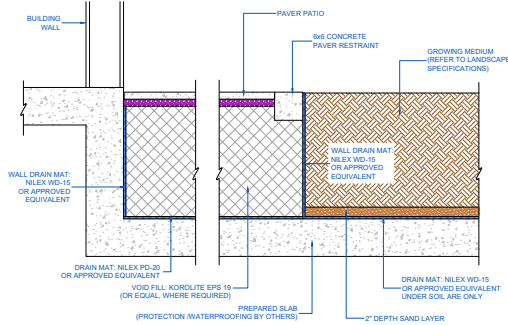 BUILDING
WALL
PAVER PATIO
6x6 CONCRETE
PAVER RESTRAINT
GROWING MEDIUM
(REFER TO LANDSCAPE
SPECIFICATIONS)
WALL DRAIN MAT:
NILEX WD-15
OR APPROVED
EQUIVALENT
WALL DRAIN MAT:
NILEX WD-15
OR APPROVED
EQUIVALENT
DRAIN MAT: NILEX PD-20
OR APPROVED EQUIVALENT
VOID FILL: KOROLITE EPS 19
(OR EQUAL, WHERE REQUIRED)
PREPARED SLAB
(PROTECTION /WATERPROOFING BY OTHERS)
DRAIN MAT: NILEX WD-15
OR APPROVED EQUIVALENT
UNDER SOIL ARE ONLY
2" DEPTH SAND LAYER